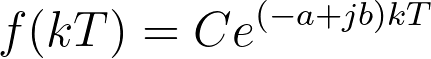 f(kT) = Ce^{(-a+jb)kT}